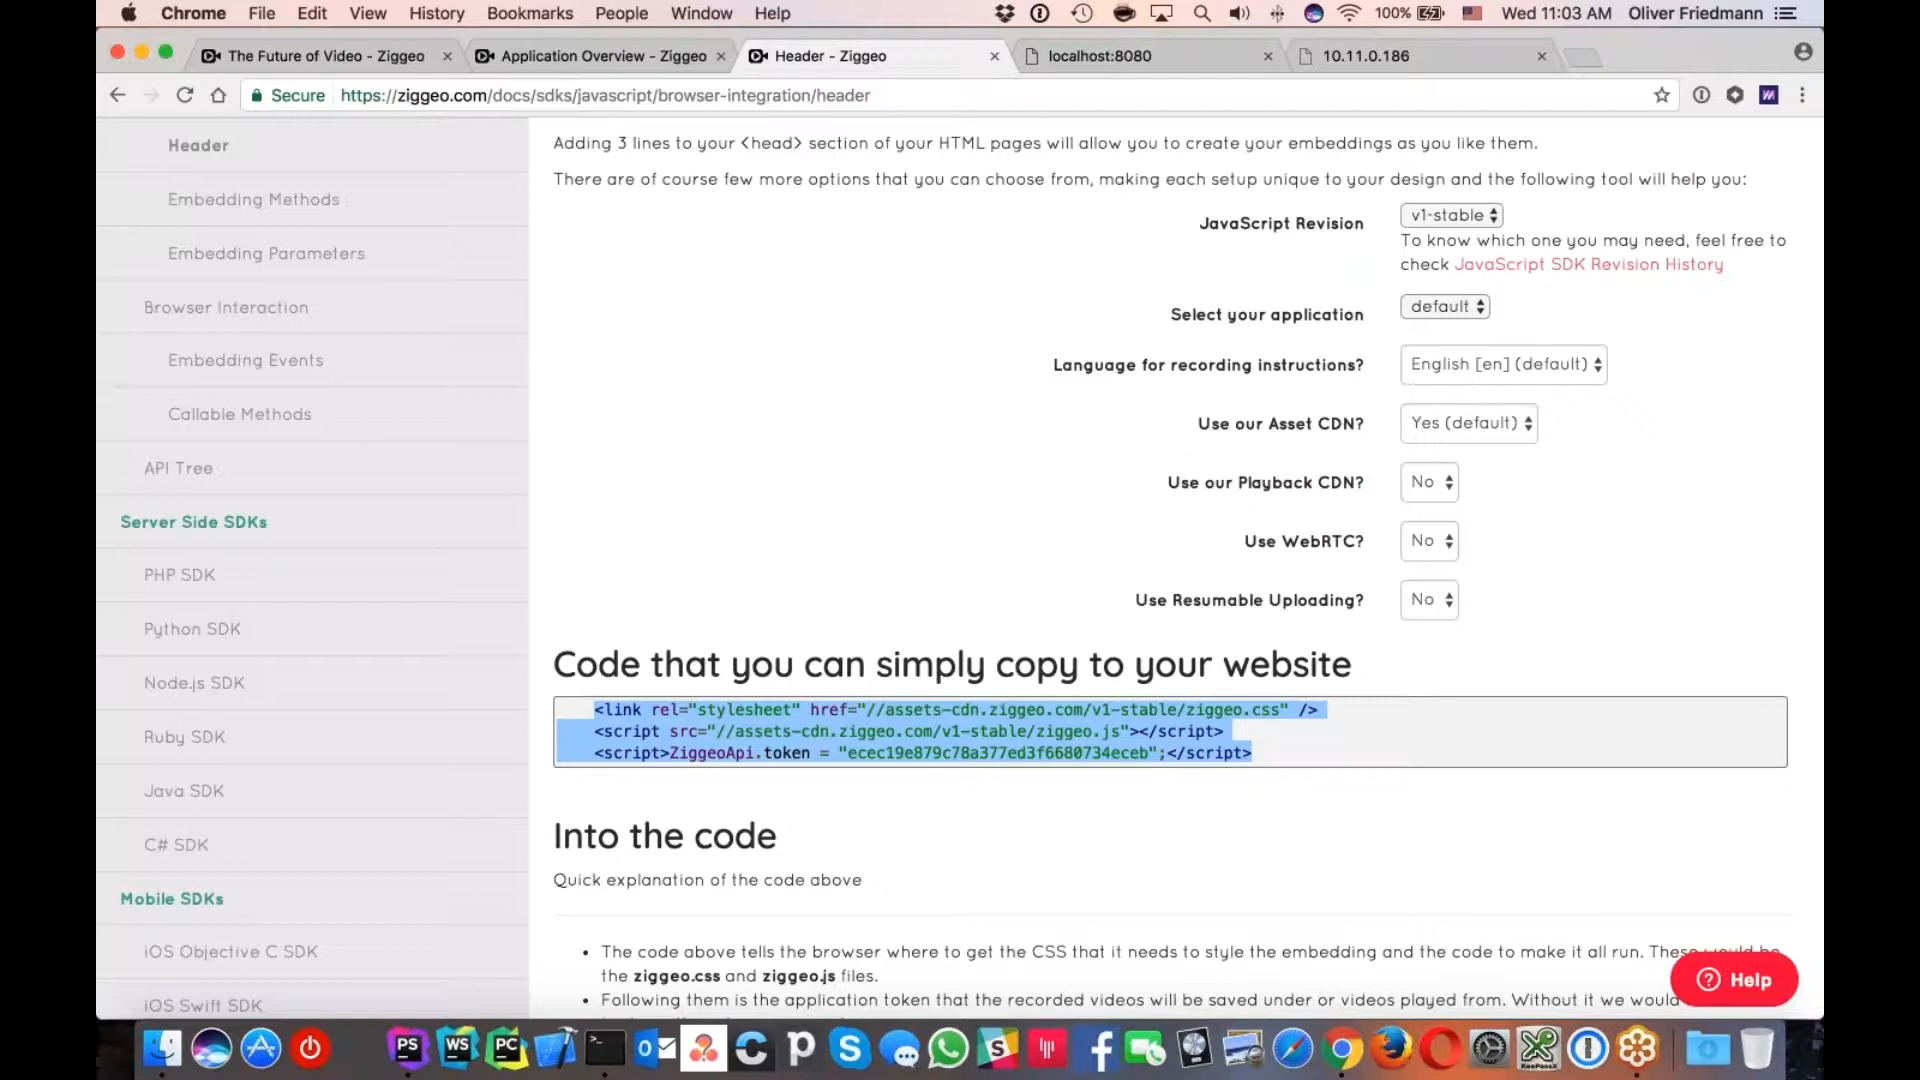 Chrome File Edit View History Bookmarks People Window Help 100% Wed 11:03 AM Oliver Friedmann
The Future of Video - Ziggeo
Application Overview - Ziggeo
Header - Ziggeo
localhost:8080
10.11.0.186
Secure https://ziggeo.com/docs/sdks/javascript/browser-integration/header
Header
Embedding Methods
Embedding Parameters
Browser Interaction
Embedding Events
Callable Methods
API Tree
Server Side SDKs
PHP SDK
Python SDK
Node.js SDK
Ruby SDK
Java SDK
C# SDK
Mobile SDKs
iOS Objective C SDK
iOS Swift SDK
Adding 3 lines to your <head> section of your HTML pages will allow you to create your embeddings as you like them.
There are of course few more options that you can choose from, making each setup unique to your design and the following tool will help you:
JavaScript Revision v1-stable
To know which one you may need, feel free to
check JavaScript SDK Revision History
Select your application default
Language for recording instructions? English [en] (default)
Use our Asset CDN? Yes (default)
Use our Playback CDN? No
Use WebRTC? No
Use Resumable Uploading? No
Code that you can simply copy to your website
<link rel="stylesheet" href="//assets-cdn.ziggeo.com/v1-stable/ziggeo.css" />
<script src="//assets-cdn.ziggeo.com/v1-stable/ziggeo.js"></script>
<script>ZiggeoApi.token = "ecec19e879c78a377ed3f6680734eceb";</script>
Into the code
Quick explanation of the code above
• The code above tells the browser where to get the CSS that it needs to style the embedding and the code to make it all run. These would be
the ziggeo.css and ziggeo.js files.
• Following them is the application token that the recorded videos will be saved under or videos played from. Without it we would
Help
PS WS PC
KeePassX